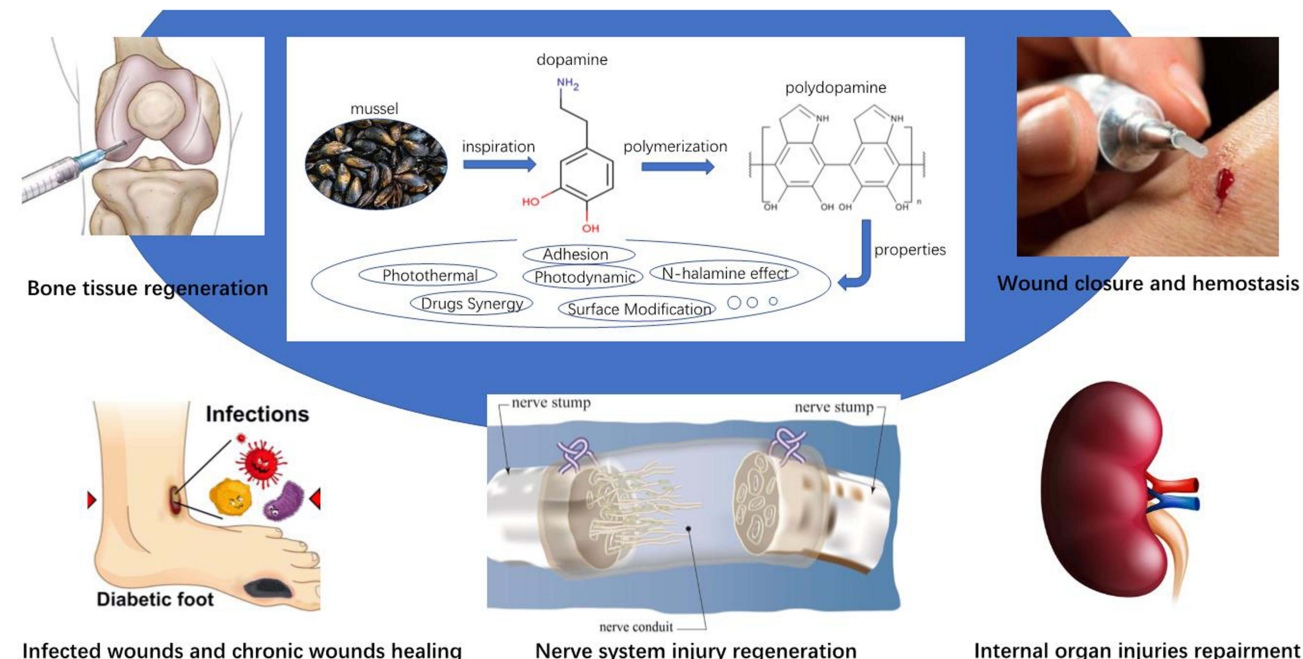 dopamine
NH2
mussel
inspiration
HO
OH
polymerization
polydopamine
NH
NH
n
OH
OH
HO
OH
properties
Adhesion
Photothermal
Photodynamic
N-halamine effect
Drugs Synergy
Surface Modification
Bone tissue regeneration
Wound closure and hemostasis
Infections
Diabetic foot
nerve stump
nerve stump
nerve conduit
Infected wounds and chronic wounds healing
Nerve system injury regeneration
Internal organ injuries repairment